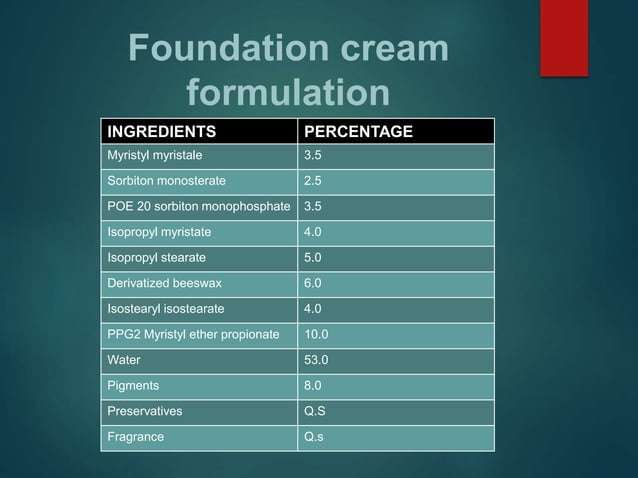 Foundation cream
formulation
INGREDIENTS PERCENTAGE
Myristyl myristale 3.5
Sorbiton monosterate 2.5
POE 20 sorbiton monophosphate 3.5
Isopropyl myristate 4.0
Isopropyl stearate 5.0
Derivatized beeswax 6.0
Isostearyl isostearate 4.0
PPG2 Myristyl ether propionate 10.0
Water 53.0
Pigments 8.0
Preservatives Q.S
Fragrance Q.s